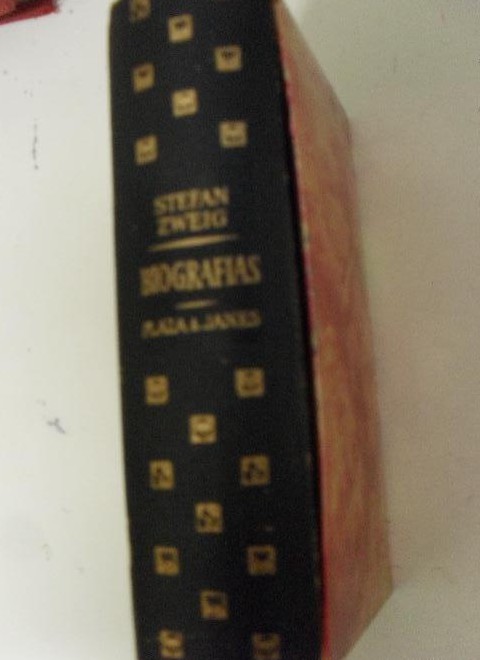 STEFAN
ZWEIG
BIOGRAFIAS
PLAZA & JANES